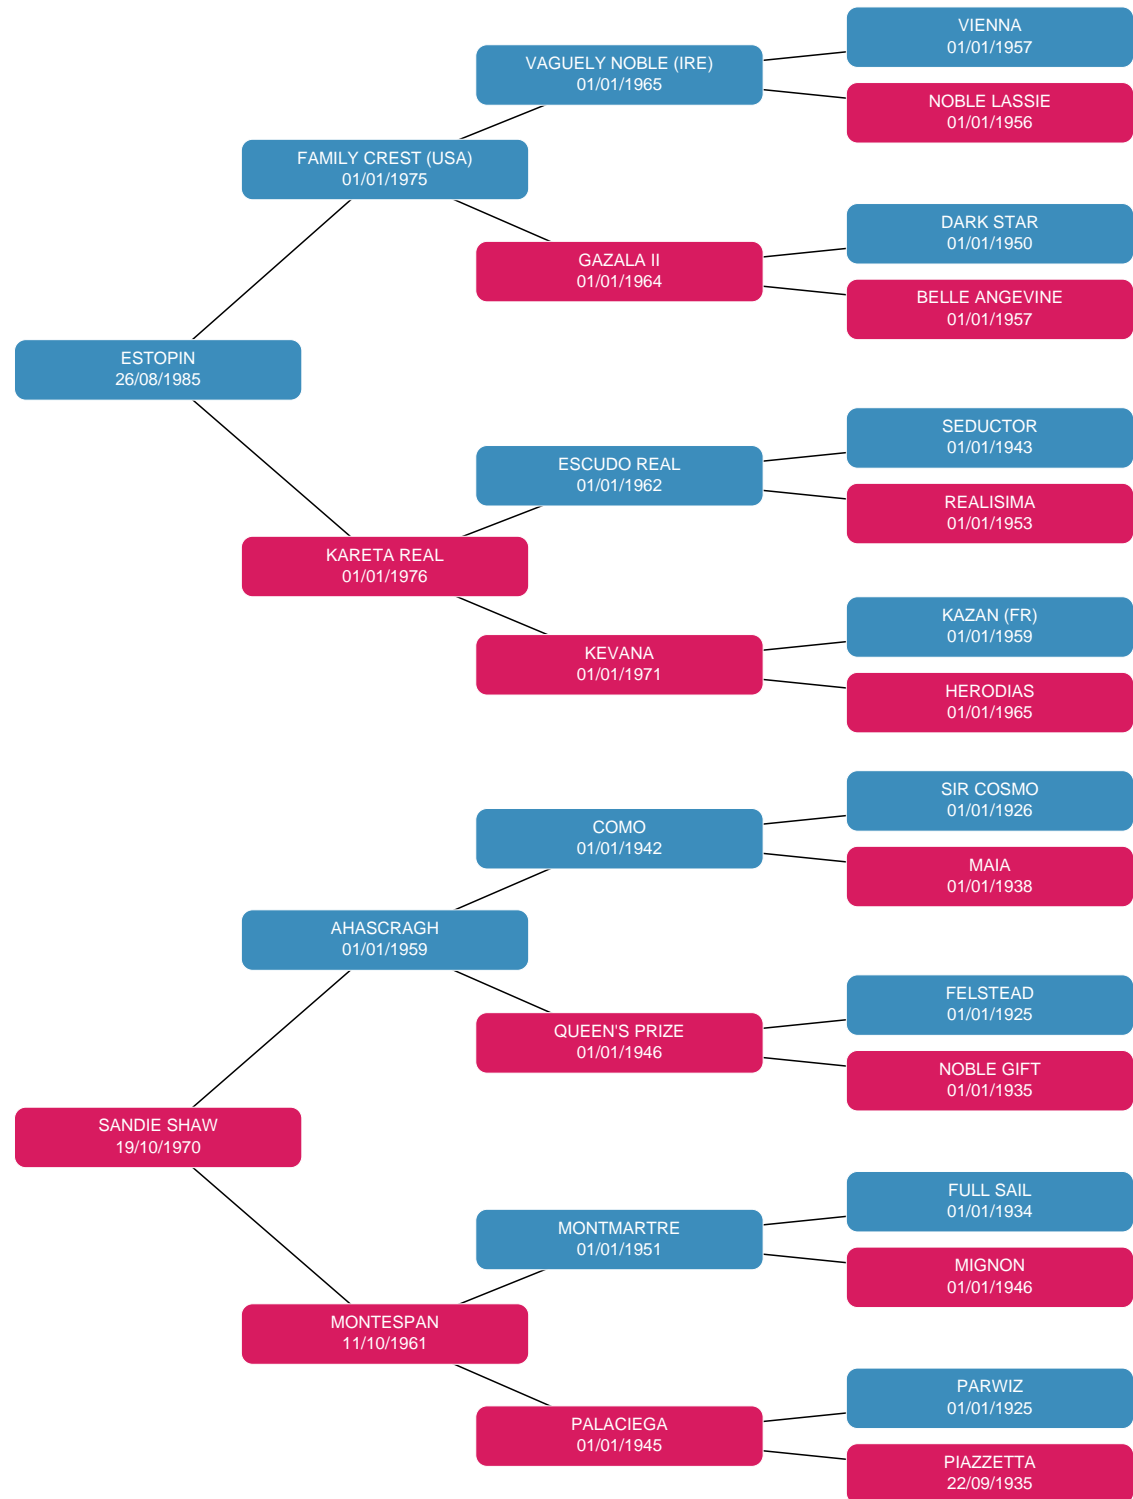 VIENNA
01/01/1957
VAGUELY NOBLE (IRE)
01/01/1965
NOBLE LASSIE
01/01/1956
FAMILY CREST (USA)
01/01/1975
DARK STAR
01/01/1950
GAZALA II
01/01/1964
BELLE ANGEVINE
01/01/1957
ESTOPIN
26/08/1985
SEDUCTOR
01/01/1943
ESCUDO REAL
01/01/1962
REALISIMA
01/01/1953
KARETA REAL
01/01/1976
KAZAN (FR)
01/01/1959
KEVANA
01/01/1971
HERODIAS
01/01/1965
SIR COSMO
01/01/1926
COMO
01/01/1942
MAIA
01/01/1938
AHASCRAGH
01/01/1959
FELSTEAD
01/01/1925
QUEEN'S PRIZE
01/01/1946
NOBLE GIFT
01/01/1935
SANDIE SHAW
19/10/1970
FULL SAIL
01/01/1934
MONTMARTRE
01/01/1951
MIGNON
01/01/1946
MONTESPAN
11/10/1961
PARWIZ
01/01/1925
PALACIEGA
01/01/1945
PIAZZETTA
22/09/1935